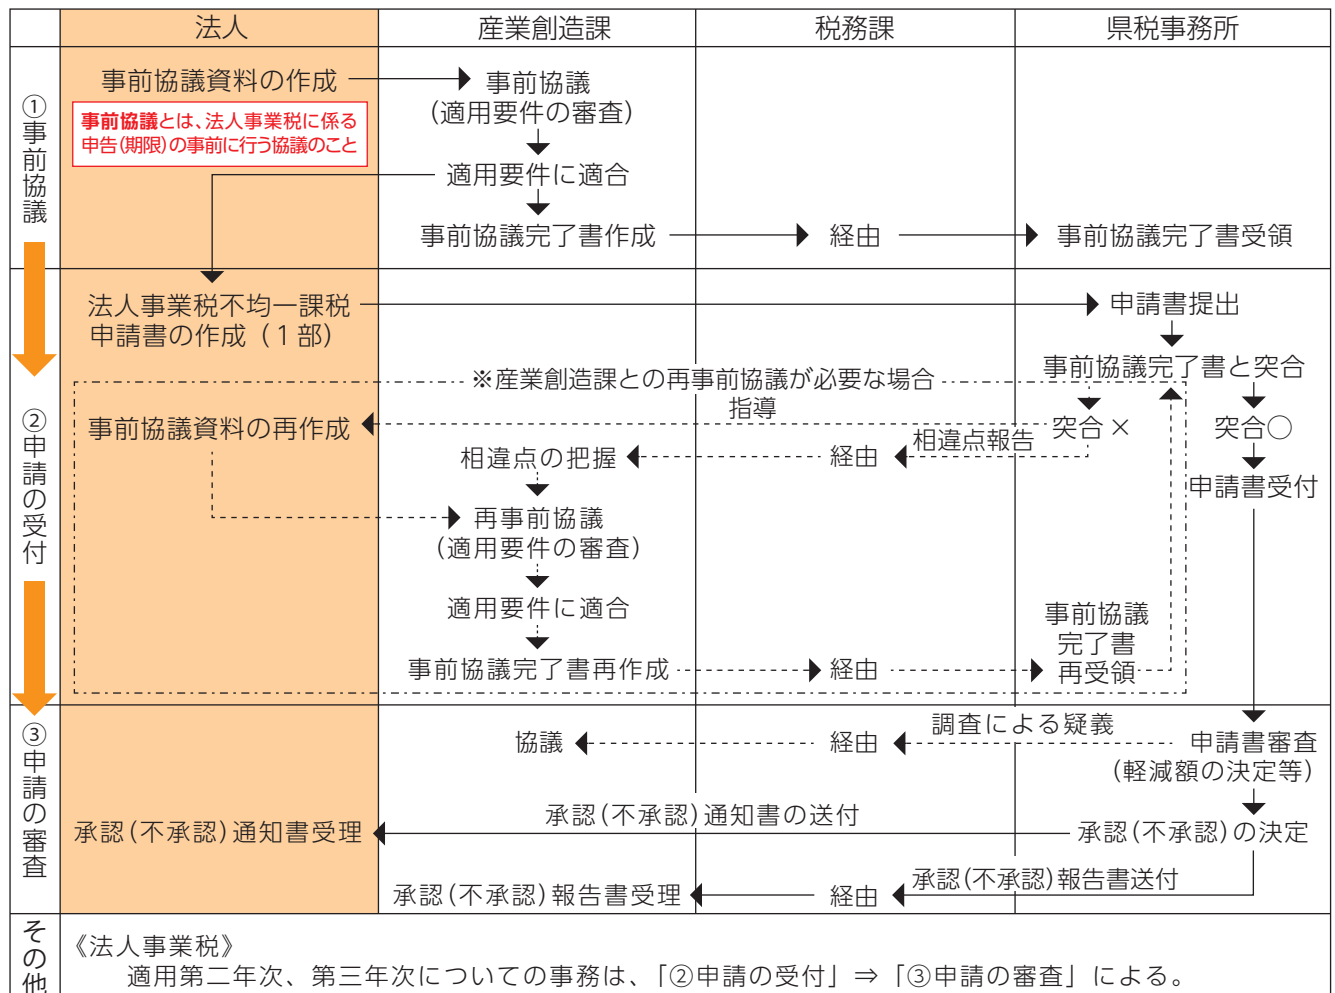 法人
産業創造課
税務課
県税事務所
①事前協議
事前協議資料の作成
事前協議とは、法人事業税に係る
申告(期限)の事前に行う協議のこと
事前協議
(適用要件の審査)
適用要件に適合
事前協議完了書作成
経由
事前協議完了書受領
②申請の受付
法人事業税不均一課税
申請書の作成（１部）
申請書提出
事前協議完了書と突合
※産業創造課との再事前協議が必要な場合
指導
事前協議資料の再作成
突合×
突合○
相違点報告
相違点の把握
経由
申請書受付
再事前協議
(適用要件の審査)
適用要件に適合
事前協議完了書再作成
経由
事前協議
完了書
再受領
③申請の審査
協議
経由
調査による疑義
申請書審査
(軽減額の決定等)
承認(不承認)通知書受理
承認(不承認)通知書の送付
承認(不承認)の決定
承認(不承認)報告書受理
経由
承認(不承認)報告書送付
その他
《法人事業税》
適用第二年次、第三年次についての事務は、「②申請の受付」⇒「③申請の審査」による。